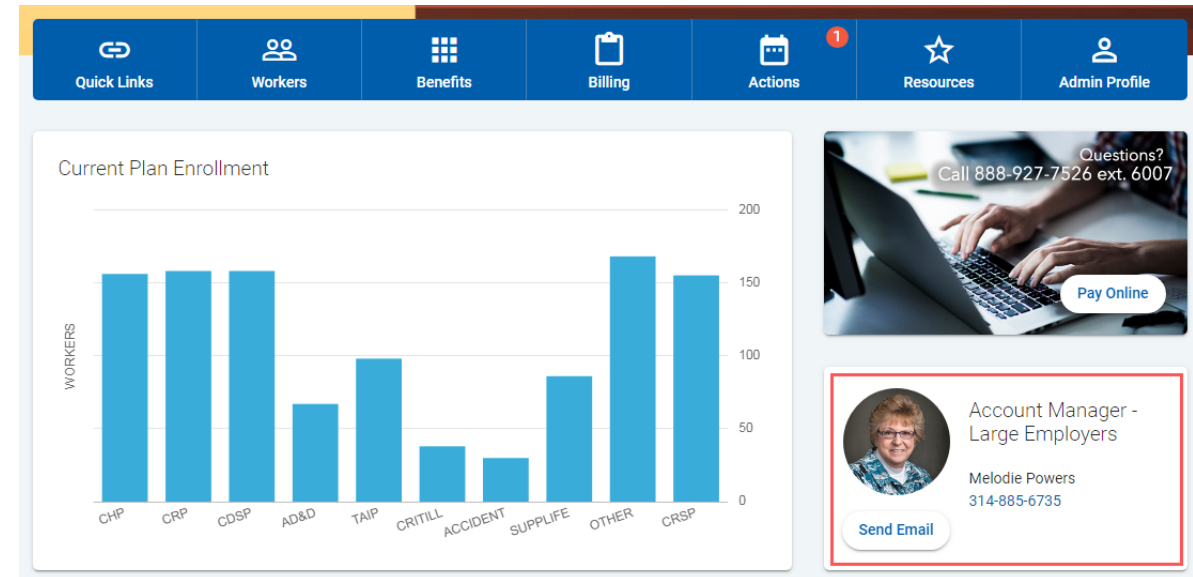 Quick Links
Workers
Benefits
Billing
Actions
1
Resources
Admin Profile
Current Plan Enrollment
200
150
100
50
0
WORKERS
CHP
CRP
CDSP
AD&D
TAIP
CRITILL
ACCIDENT
SUPPLIFE
OTHER
CRSP
Questions?
Call 888-927-7526 ext. 6007
Pay Online
Account Manager -
Large Employers
Melodie Powers
314-885-6735
Send Email